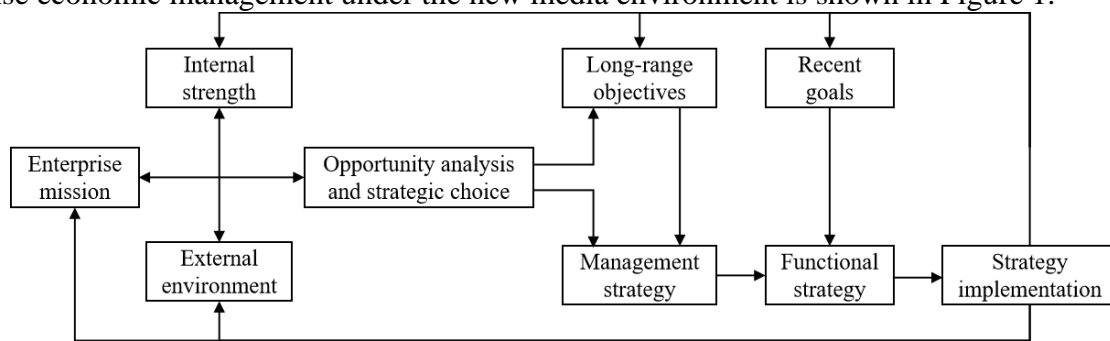 ise economic management under the new media environment is shown in Figure 1.
Internal
strength
Long-range
objectives
Recent
goals
Enterprise
mission
Opportunity analysis
and strategic choice
External
environment
Management
strategy
Functional
strategy
Strategy
implementation